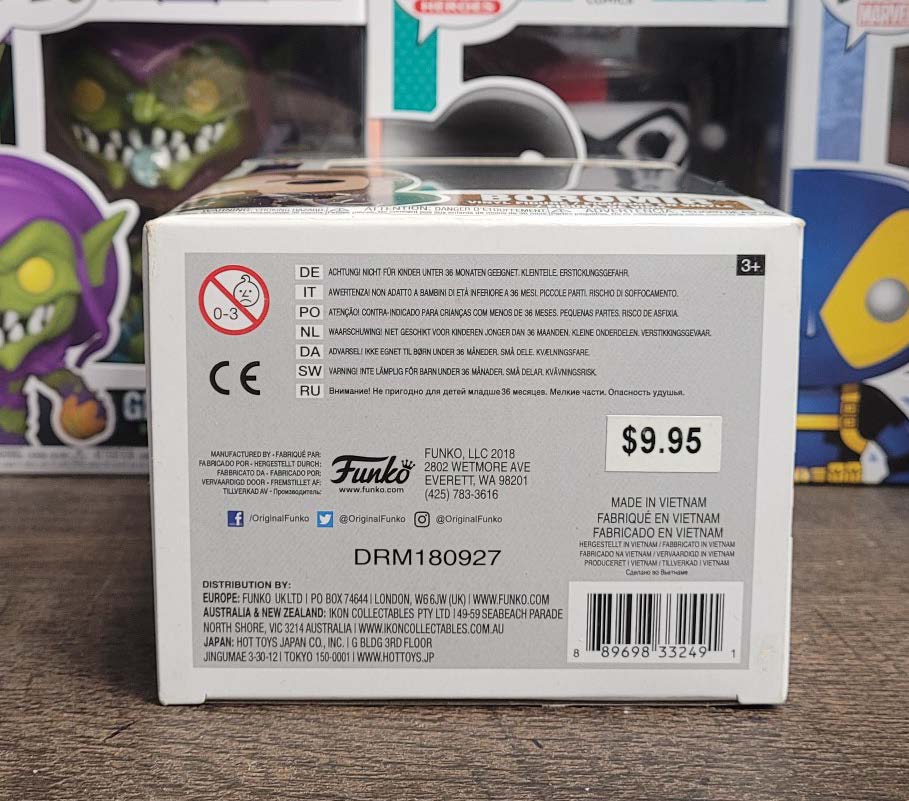 HEROES
COMICS
MARVEL
WARNING: CHOKING HAZARD
ATTENTION: DANGER D'ÉTOUFFEMENT
3+
0-3
DE ACHTUNG! NICHT FÜR KINDER UNTER 36 MONATEN GEEIGNET. KLEINTEILE. ERSTICKUNGSGEFAHR.
IT AWERTENZA! NON ADATTO A BAMBINI DI ETÀ INFERIORE A 36 MESI. PICCOLE PARTI. RISCHIO DI SOFFOCAMENTO.
PO ATENÇÃO! CONTRA-INDICADO PARA CRIANÇAS COM MENOS DE 36 MESES. PEQUENAS PARTES. RISCO DE ASFIXIA.
NL WAARSCHUWING! NIET GESCHIKT VOOR KINDEREN JONGER DAN 36 MAANDEN. KLEINE ONDERDELEN. VERSTIKKINGSGEVAAR.
DA ADVARSEL! IKKE EGNET TIL BØRN UNDER 36 MÅNEDER. SMÅ DELE. KVÆLNINGSFARE.
SW VARNING! INTE LÄMPLIG FÖR BARN UNDER 36 MÅNADER. SMÅ DELAR. KVÄVNINGSRISK.
RU Внимание! Не пригодно для детей младше 36 месяцев. Мелкие части. Опасность удушья.
CE
$9.95
MANUFACTURED BY - FABRIQUÉ PAR:
FABRICADO POR - HERGESTELLT DURCH:
FABBRICATO DA - FABRICADO POR:
VERVAARDIGD DOOR - FREMSTILLET AF:
TILLVERKAD AV - Производитель:
Funko
www.funko.com
FUNKO, LLC 2018
2802 WETMORE AVE
EVERETT, WA 98201
(425) 783-3616
/OriginalFunko @OriginalFunko @OriginalFunko
MADE IN VIETNAM
FABRIQUÉ EN VIETNAM
FABRICADO EN VIETNAM
HERGESTELLT IN VIETNAM / FABBRICATO IN VIETNAM
FABRICADO NA VIETNAM / VERVAARDIGD IN VIETNAM
PRODUCERET I VIETNAM / TILLVERKAD I VIETNAM
Сделано во Вьетнаме
DRM180927
DISTRIBUTION BY:
EUROPE: FUNKO UK LTD | PO BOX 74644 | LONDON, W6 6JW (UK) | WWW.FUNKO.COM
AUSTRALIA & NEW ZEALAND: IKON COLLECTABLES PTY LTD | 49-59 SEABEACH PARADE
NORTH SHORE, VIC 3214 AUSTRALIA | WWW.IKONCOLLECTABLES.COM.AU
JAPAN: HOT TOYS JAPAN CO., INC. | G BLDG 3RD FLOOR
JINGUMAE 3-30-12 | TOKYO 150-0001 | WWW.HOTTOYS.JP
8 89698 33249 1